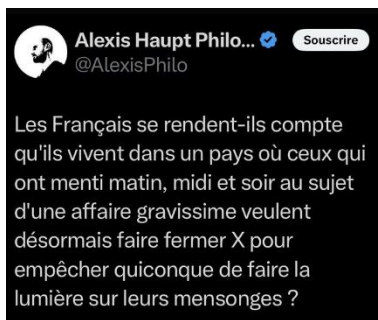 Alexis Haupt Philo...
Souscrire
@AlexisPhilo
Les Français se rendent-ils compte
qu'ils vivent dans un pays où ceux qui
ont menti matin, midi et soir au sujet
d'une affaire gravissime veulent
désormais faire fermer X pour
empêcher quiconque de faire la
lumière sur leurs mensonges ?